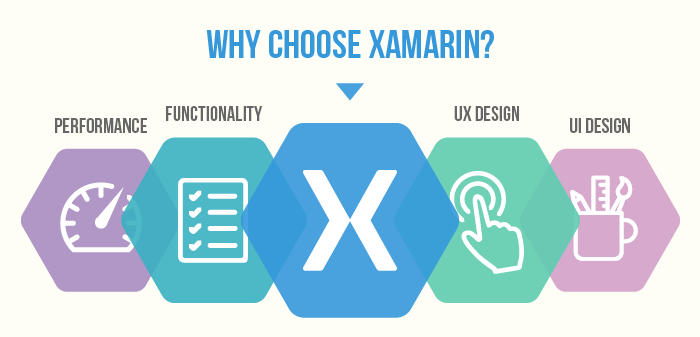 WHY CHOOSE XAMARIN?
PERFORMANCE
FUNCTIONALITY
UX DESIGN
UI DESIGN
X